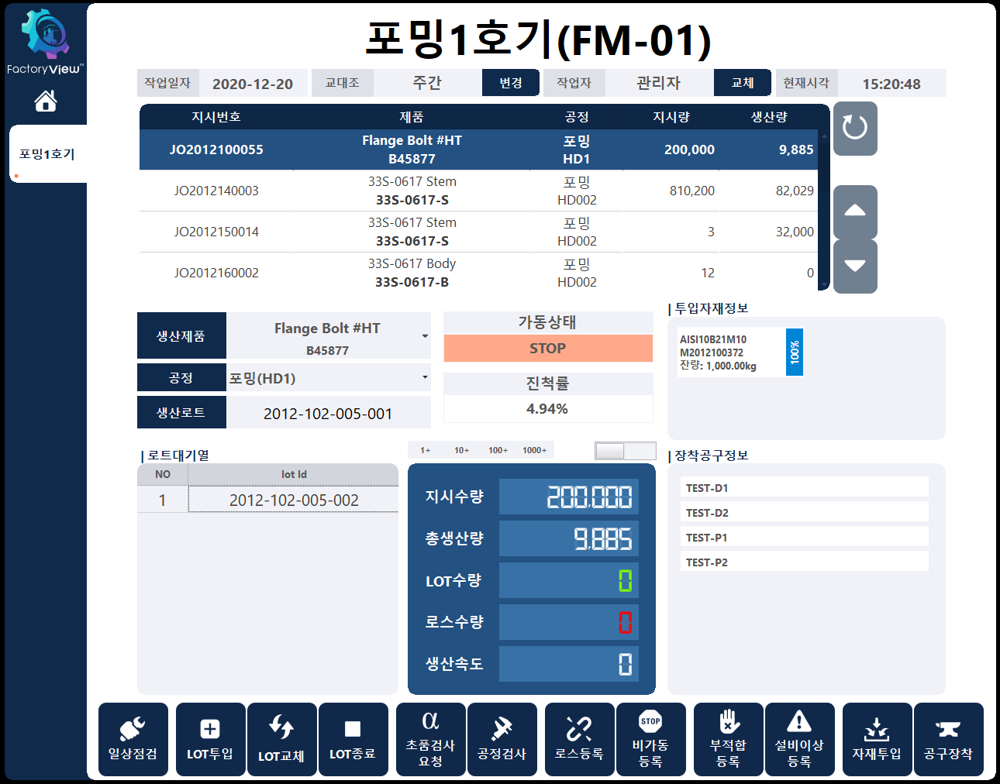 포밍1호기(FM-01)
FactoryView™
작업일자 2020-12-20 교대조 주간 변경 작업자 관리자 교체 현재시각 15:20:48
포밍1호기
지시번호 제품 공정 지시량 생산량
JO2012100055 Flange Bolt #HT B45877 포밍 HD1 200,000 9,885
JO2012140003 33S-0617 Stem 33S-0617-S 포밍 HD002 810,200 82,029
JO2012150014 33S-0617 Stem 33S-0617-S 포밍 HD002 3 32,000
JO2012160002 33S-0617 Body 33S-0617-B 포밍 HD002 12 0
생산제품 Flange Bolt #HT
B45877
공정 포밍(HD1)
생산로트 2012-102-005-001
가동상태
STOP
진척률
4.94%
| 투입자재정보
AISI10B21M10
M2012100372
잔량: 1,000.00kg
100%
| 로트대기열
NO lot Id
1 2012-102-005-002
1+ 10+ 100+ 1000+
지시수량 200,000
총생산량 9,885
LOT수량 0
로스수량 0
생산속도 0
| 장착공구정보
TEST-D1
TEST-D2
TEST-P1
TEST-P2
일상점검
LOT투입
LOT교체
LOT종료
α
초품검사
요청
공정검사
로스등록
STOP
비가동
등록
부적합
등록
설비이상
등록
자재투입
공구장착